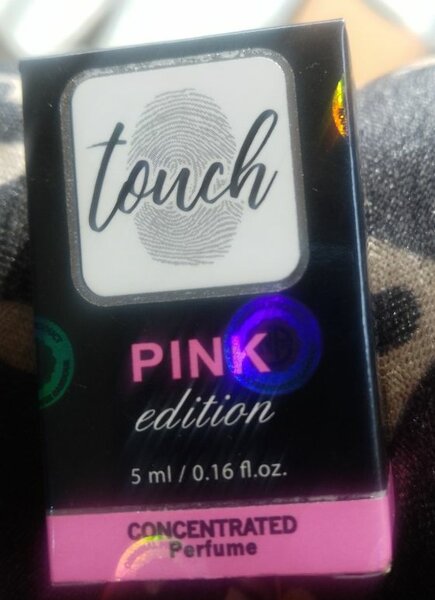 touch
PINK
edition
5 ml / 0.16 fl.oz.
CONCENTRATED
Perfume